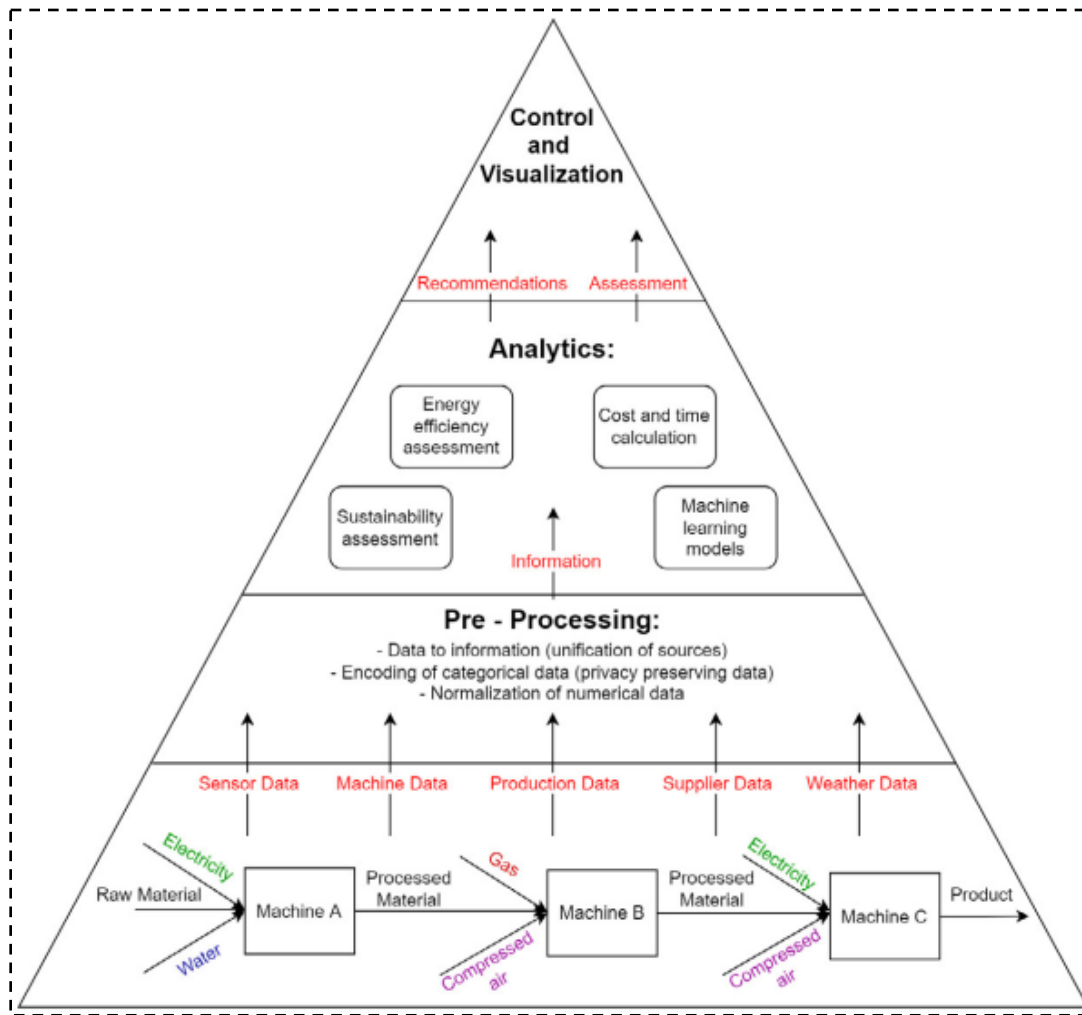 Control
and
Visualization
Recommendations Assessment
Analytics:
Energy
efficiency
assessment
Cost and time
calculation
Sustainability
assessment
Machine
learning
models
Information
Pre - Processing:
- Data to information (unification of sources)
- Encoding of categorical data (privacy preserving data)
- Normalization of numerical data
Sensor Data Machine Data Production Data Supplier Data Weather Data
Electricity
Raw Material
Water
Machine A
Processed
Material
Gas
Compressed
air
Machine B
Processed
Material
Electricity
Compressed
air
Machine C
Product